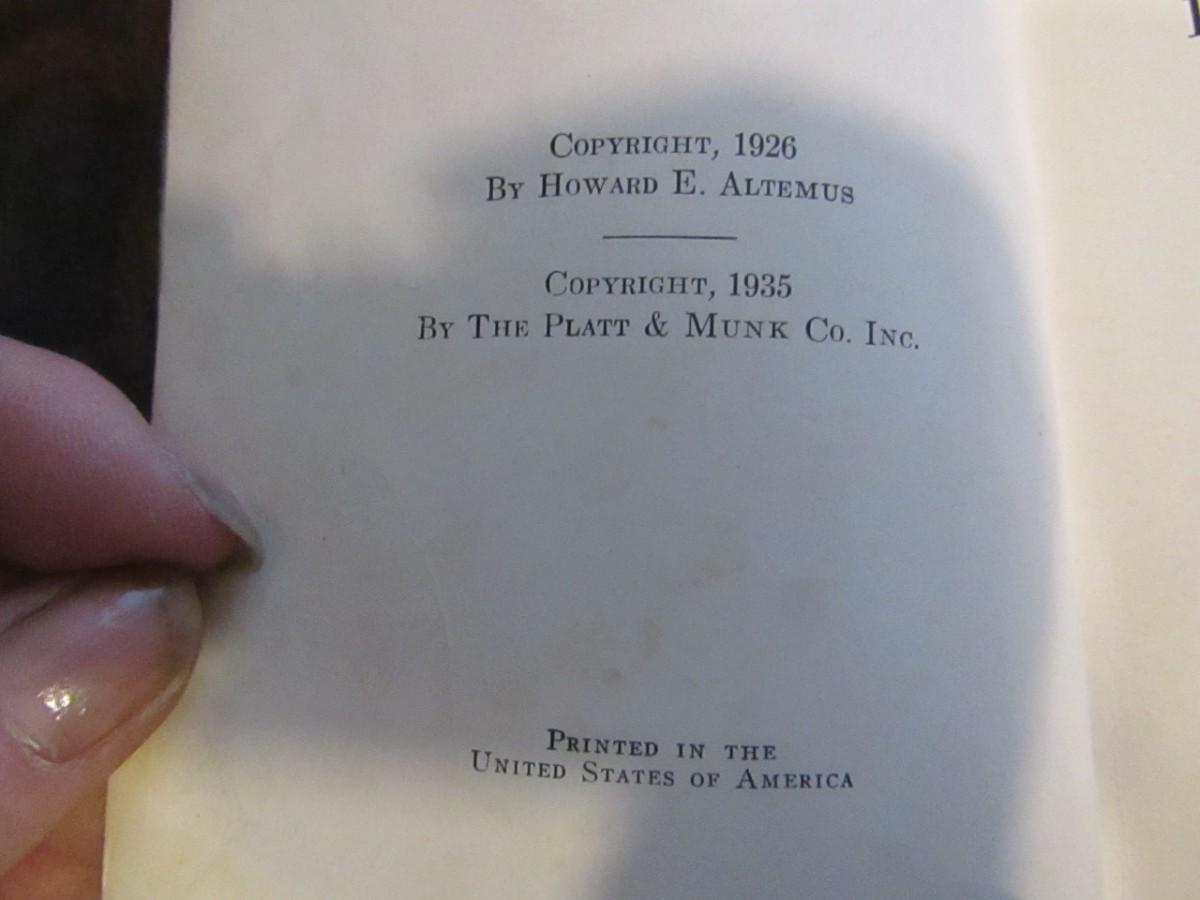 Copyright, 1926
By Howard E. Altemus
Copyright, 1935
By The Platt & Munk Co. Inc.
Printed in the
United States of America